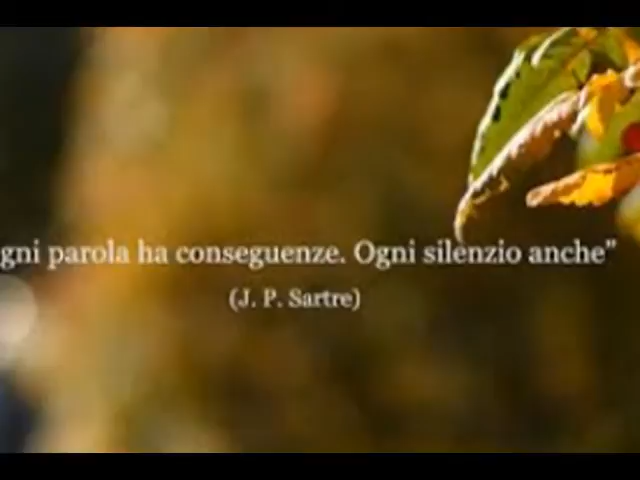 gni parola ha conseguenze. Ogni silenzio anche”
(J. P. Sartre)